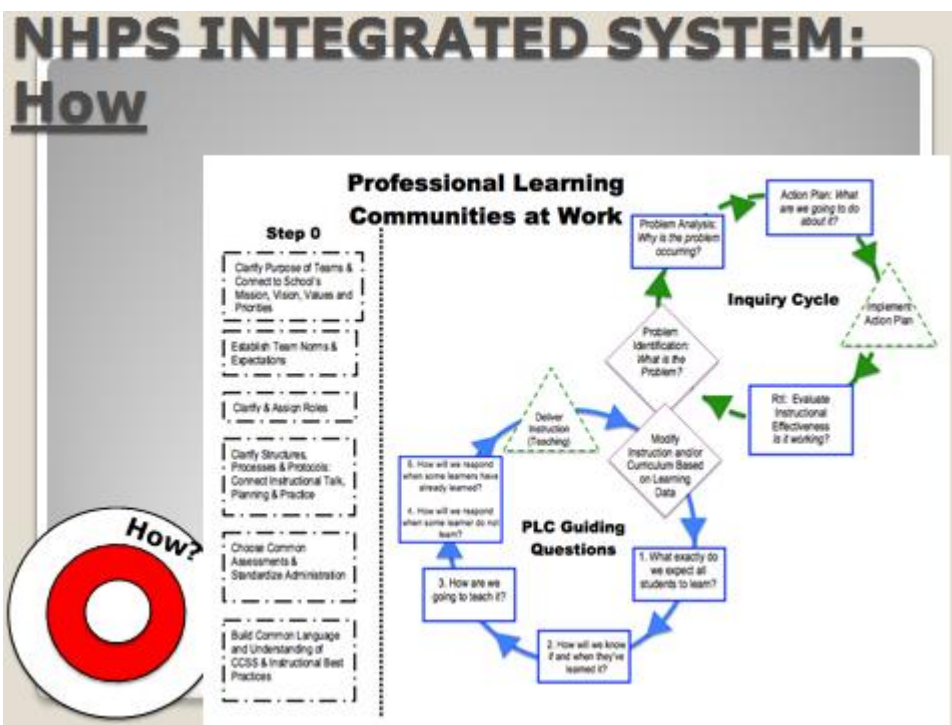 NHPS INTEGRATED SYSTEM:
How
Professional Learning
Communities at Work
Step 0
Clarify Purpose of Teams &
Connect to School's
Mission, Vision, Values and
Priorities
Establish Team Norms &
Expectations
Clarify & Assign Roles
Clarify Structures,
Processes & Protocols:
Connect Instructional Talk,
Planning & Practice
Choose Common
Assessments &
Standardize Administration
Build Common Language
and Understanding of
CCSS & Instructional Best
Practices
How?
Problem Analysis:
Why is the problem
occurring?
Action Plan: What
are we going to do
about it?
Inquiry Cycle
Implement
Action Plan
Problem
Identification:
What is the
Problem?
RtI: Evaluate
Instructional
Effectiveness
Is it working?
Deliver
Instruction
(Teaching)
Modify
Instruction and/or
Curriculum Based
on Learning
Data
5. How will we respond
when some learners have
already learned?
4. How will we respond
when some learner do not
learn?
PLC Guiding
Questions
1. What exactly do
we expect all
students to learn?
3. How are we
going to teach it?
2. How will we know
if and when they've
learned it?